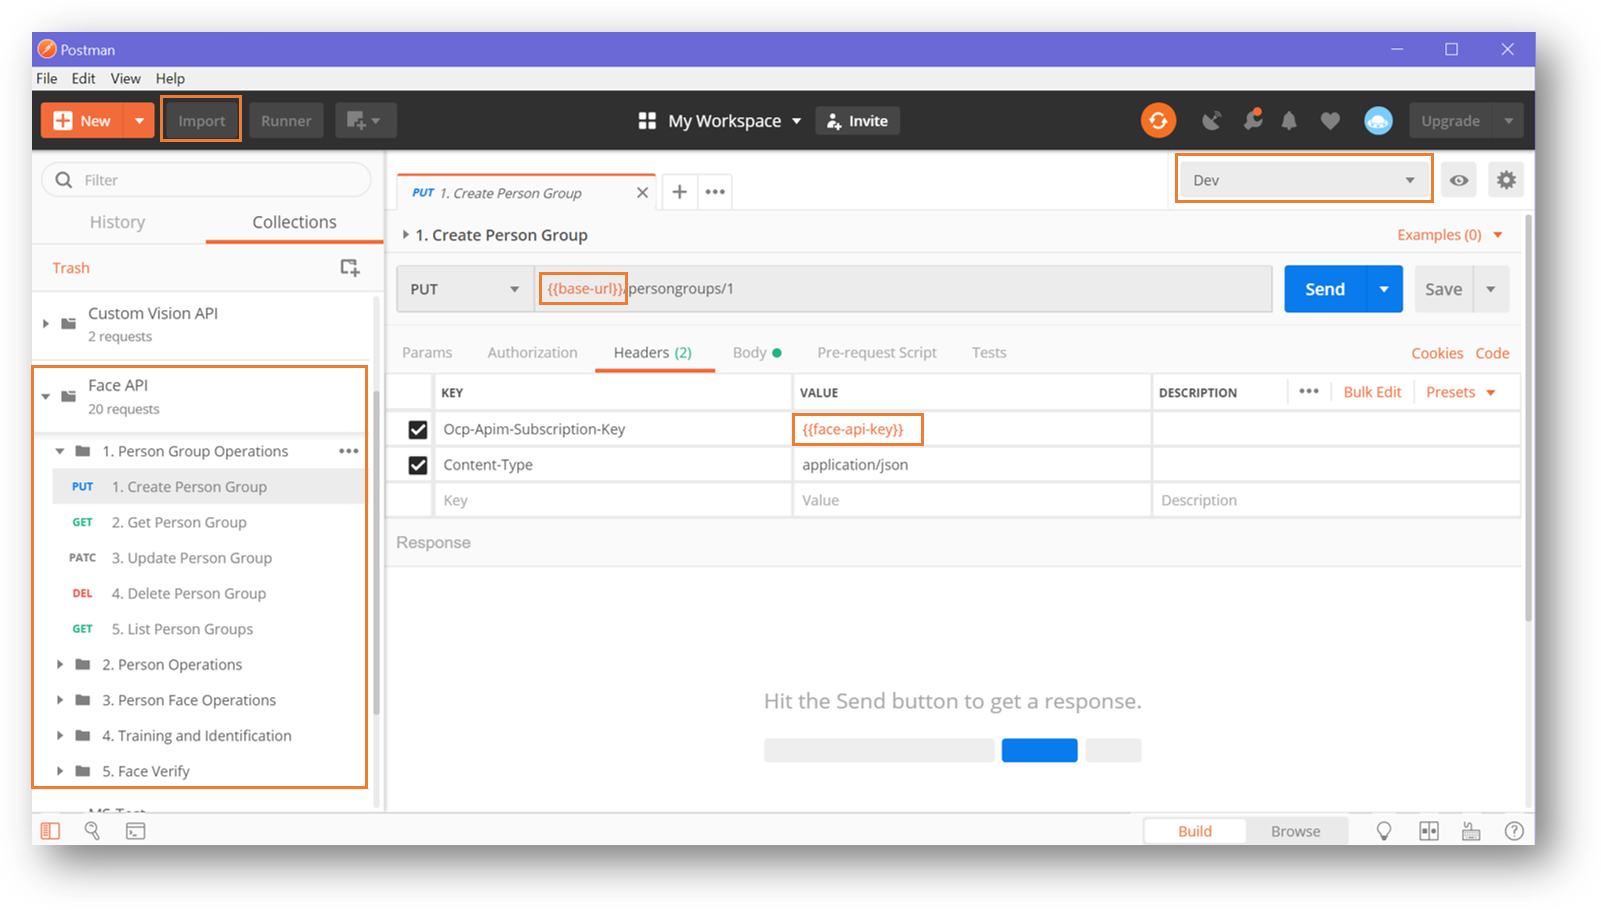 Postman
File Edit View Help
New Import Runner My Workspace Invite Upgrade
Filter
History Collections
Trash
Custom Vision API
2 requests
Face API
20 requests
1. Person Group Operations
PUT 1. Create Person Group
GET 2. Get Person Group
PATC 3. Update Person Group
DEL 4. Delete Person Group
GET 5. List Person Groups
2. Person Operations
3. Person Face Operations
4. Training and Identification
5. Face Verify
PUT 1. Create Person Group
Dev
1. Create Person Group
Examples (0)
PUT {{base-url}}/persongroups/1 Send Save
Params Authorization Headers (2) Body Pre-request Script Tests Cookies Code
KEY VALUE DESCRIPTION Bulk Edit Presets
Ocp-Apim-Subscription-Key {{face-api-key}}
Content-Type application/json
Key Value Description
Response
Hit the Send button to get a response.
Build Browse